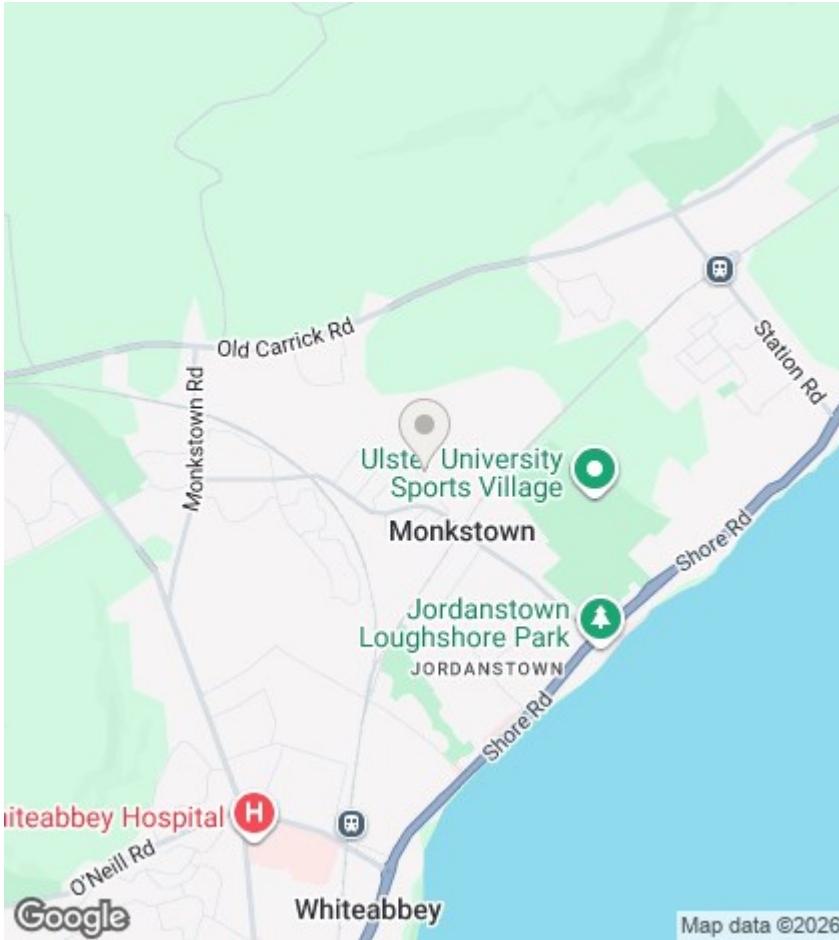 Old Carrick Rd
Station Rd
Monkstown Rd
Ulster University
Sports Village
Monkstown
Shore Rd
Jordanstown
Loughshore Park
JORDANSTOWN
Shore Rd
hiteabbey Hospital
H
O'Neill Rd
Whiteabbey
Google
Map data ©2026